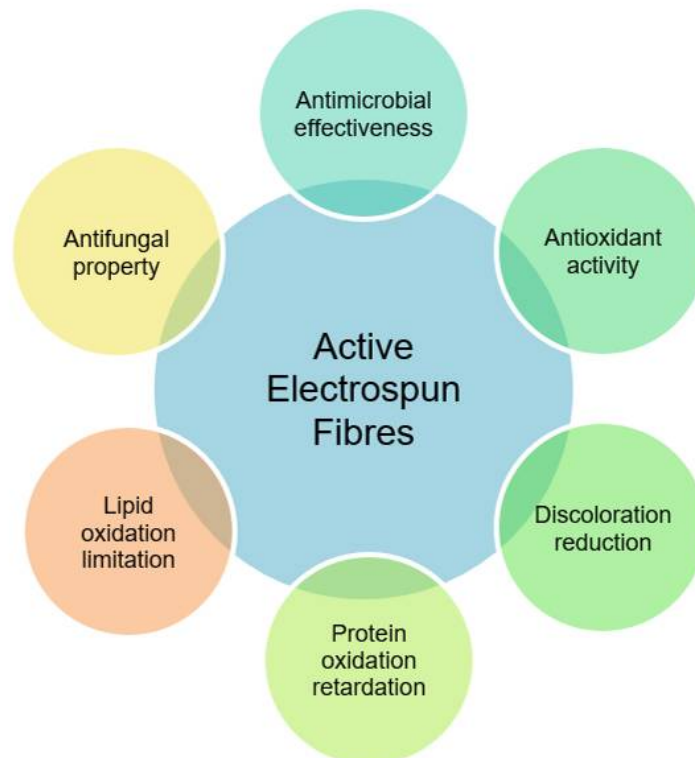 Antimicrobial
effectiveness
Antifungal
property
Antioxidant
activity
Active
Electrospun
Fibres
Lipid
oxidation
limitation
Discoloration
reduction
Protein
oxidation
retardation